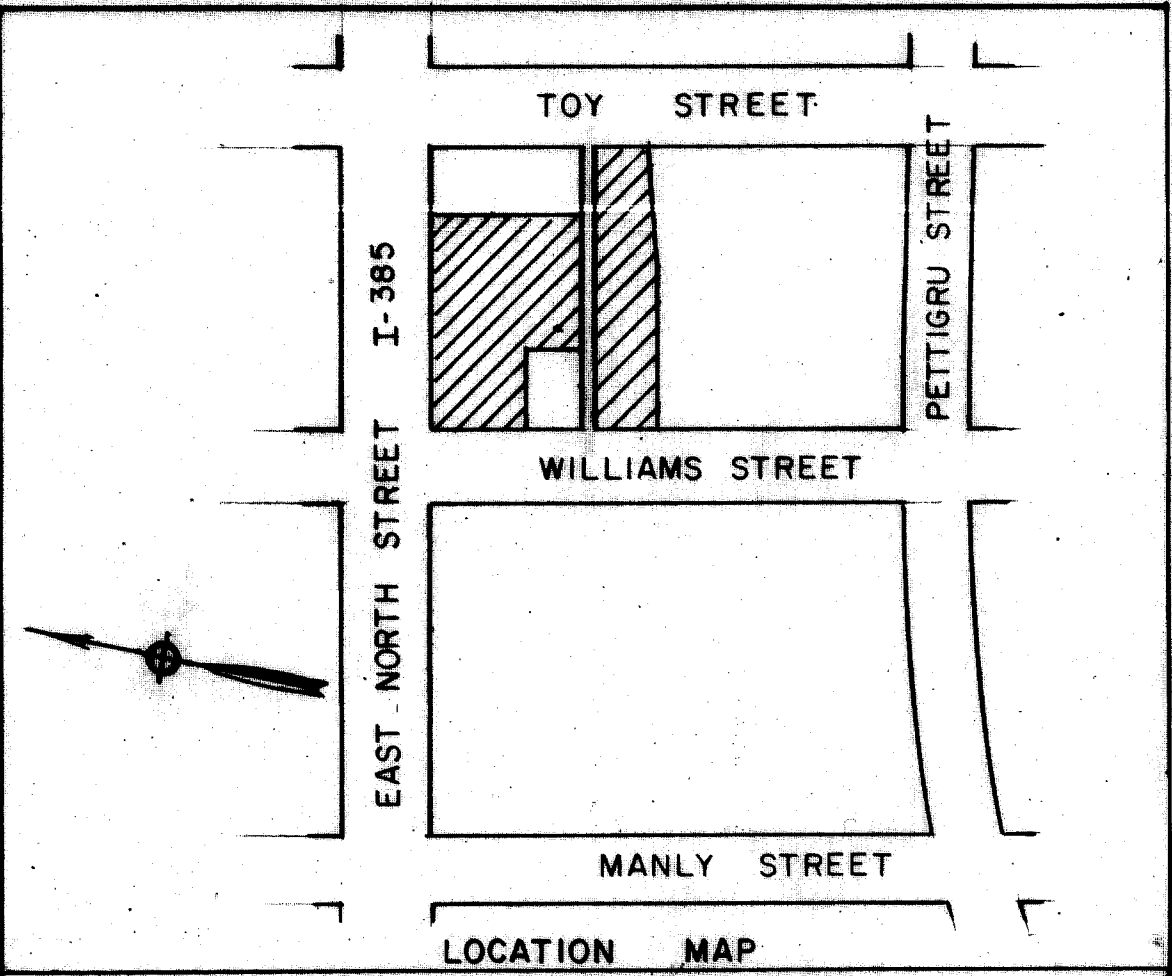 TOY STREET
PETTIGRU STREET
I-385
WILLIAMS STREET
EAST NORTH STREET
MANLY STREET
LOCATION MAP